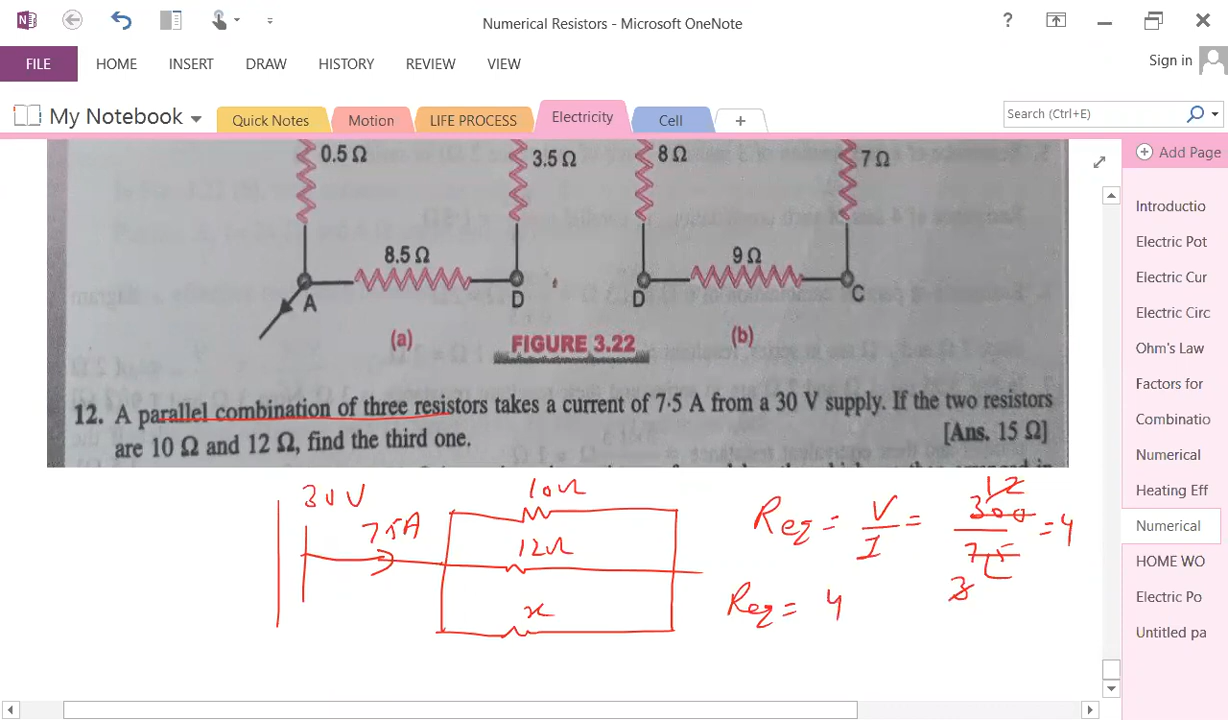 Numerical Resistors - Microsoft OneNote
FILE HOME INSERT DRAW HISTORY REVIEW VIEW
Sign in
My Notebook Quick Notes Motion LIFE PROCESS Electricity Cell
Search (Ctrl+E)
Add Page
Introductio
Electric Pot
Electric Cur
Electric Circ
Ohm's Law
Factors for
Combinatio
Numerical
Heating Eff
Numerical
HOME WO
Electric Po
Untitled pa
0.5 Ω 3.5 Ω 8 Ω 7 Ω
8.5 Ω 9 Ω
A D D C
(a) FIGURE 3.22 (b)
12. A parallel combination of three resistors takes a current of 7·5 A from a 30 V supply. If the two resistors
are 10 Ω and 12 Ω, find the third one. [Ans. 15 Ω]
30V
7.5A
10Ω
12Ω
x
Req = V/I = 300/75 = 4
12
3
Req = 4